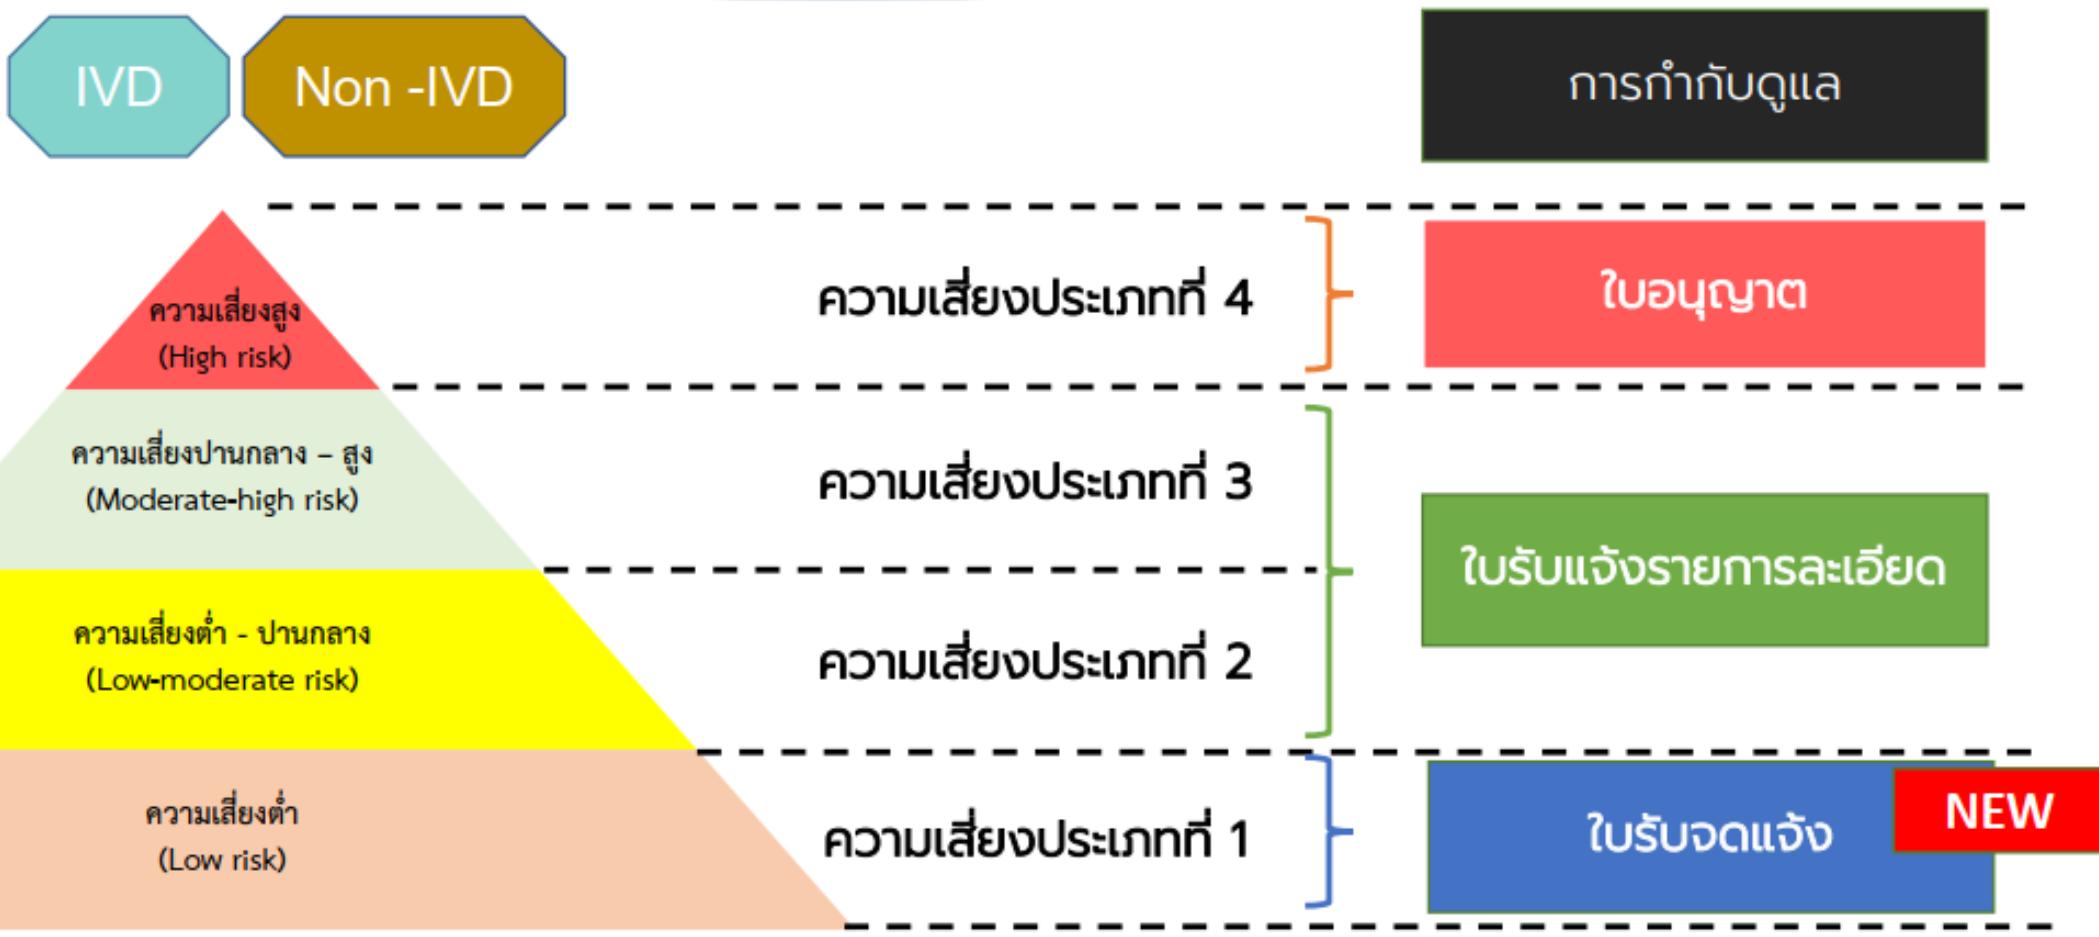 IVD
Non -IVD
การกำกับดูแล
ความเสี่ยงสูง
(High risk)
ความเสี่ยงประเภทที่ 4
ใบอนุญาต
ความเสี่ยงปานกลาง – สูง
(Moderate-high risk)
ความเสี่ยงประเภทที่ 3
ใบรับแจ้งรายการละเอียด
ความเสี่ยงต่ำ - ปานกลาง
(Low-moderate risk)
ความเสี่ยงประเภทที่ 2
ความเสี่ยงต่ำ
(Low risk)
ความเสี่ยงประเภทที่ 1
ใบรับจดแจ้ง
NEW